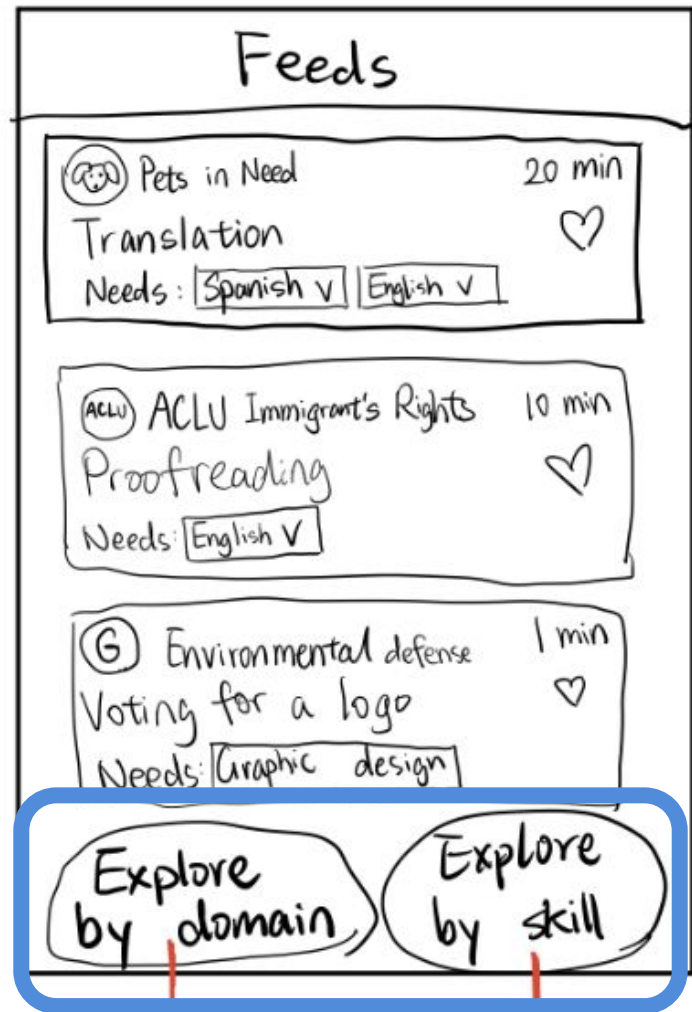 Feeds
Pets in Need 20 min
Translation
Needs: Spanish v English v
ACLU ACLU Immigrant's Rights 10 min
Proofreading
Needs: English v
G Environmental defense 1 min
Voting for a logo
Needs: Graphic design
Explore
by domain
Explore
by skill